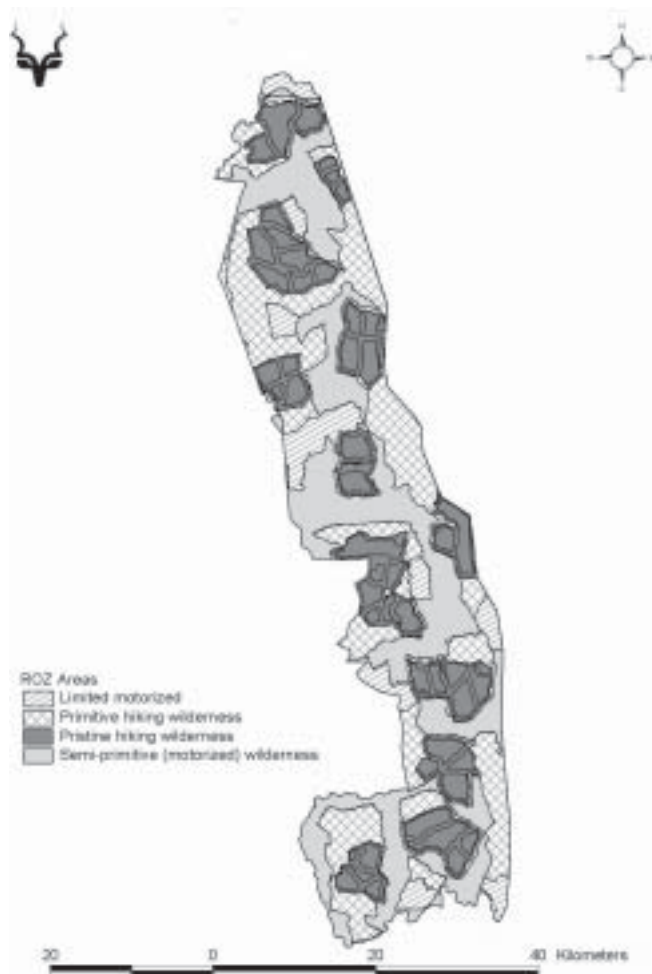 ROZ Areas
Limited motorized
Primitive hiking wilderness
Pristine hiking wilderness
Semi-primitive (motorized) wilderness
20 0 20 40 Kilometers